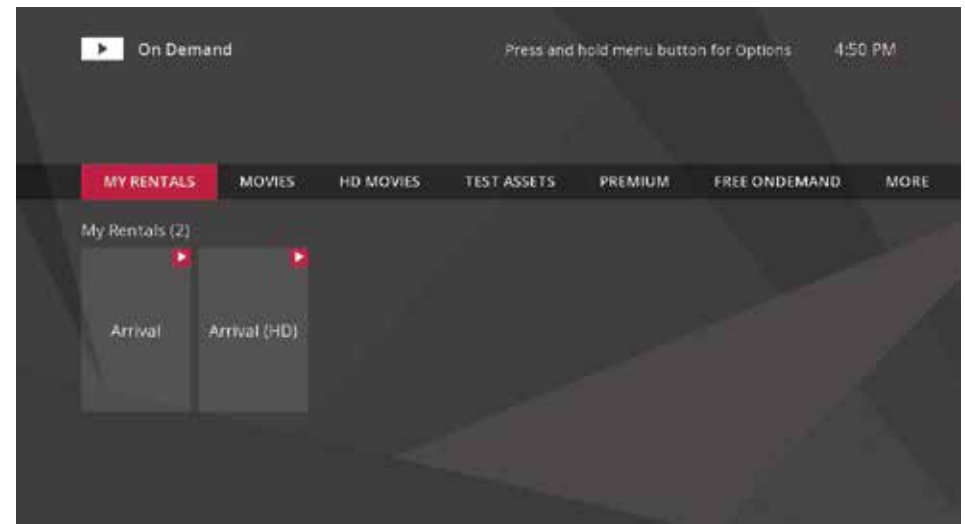 On Demand Press and hold menu button for Options 4:50 PM
MY RENTALS MOVIES HD MOVIES TEST ASSETS PREMIUM FREE ONDEMAND MORE
My Rentals (2)
Arrival Arrival (HD)